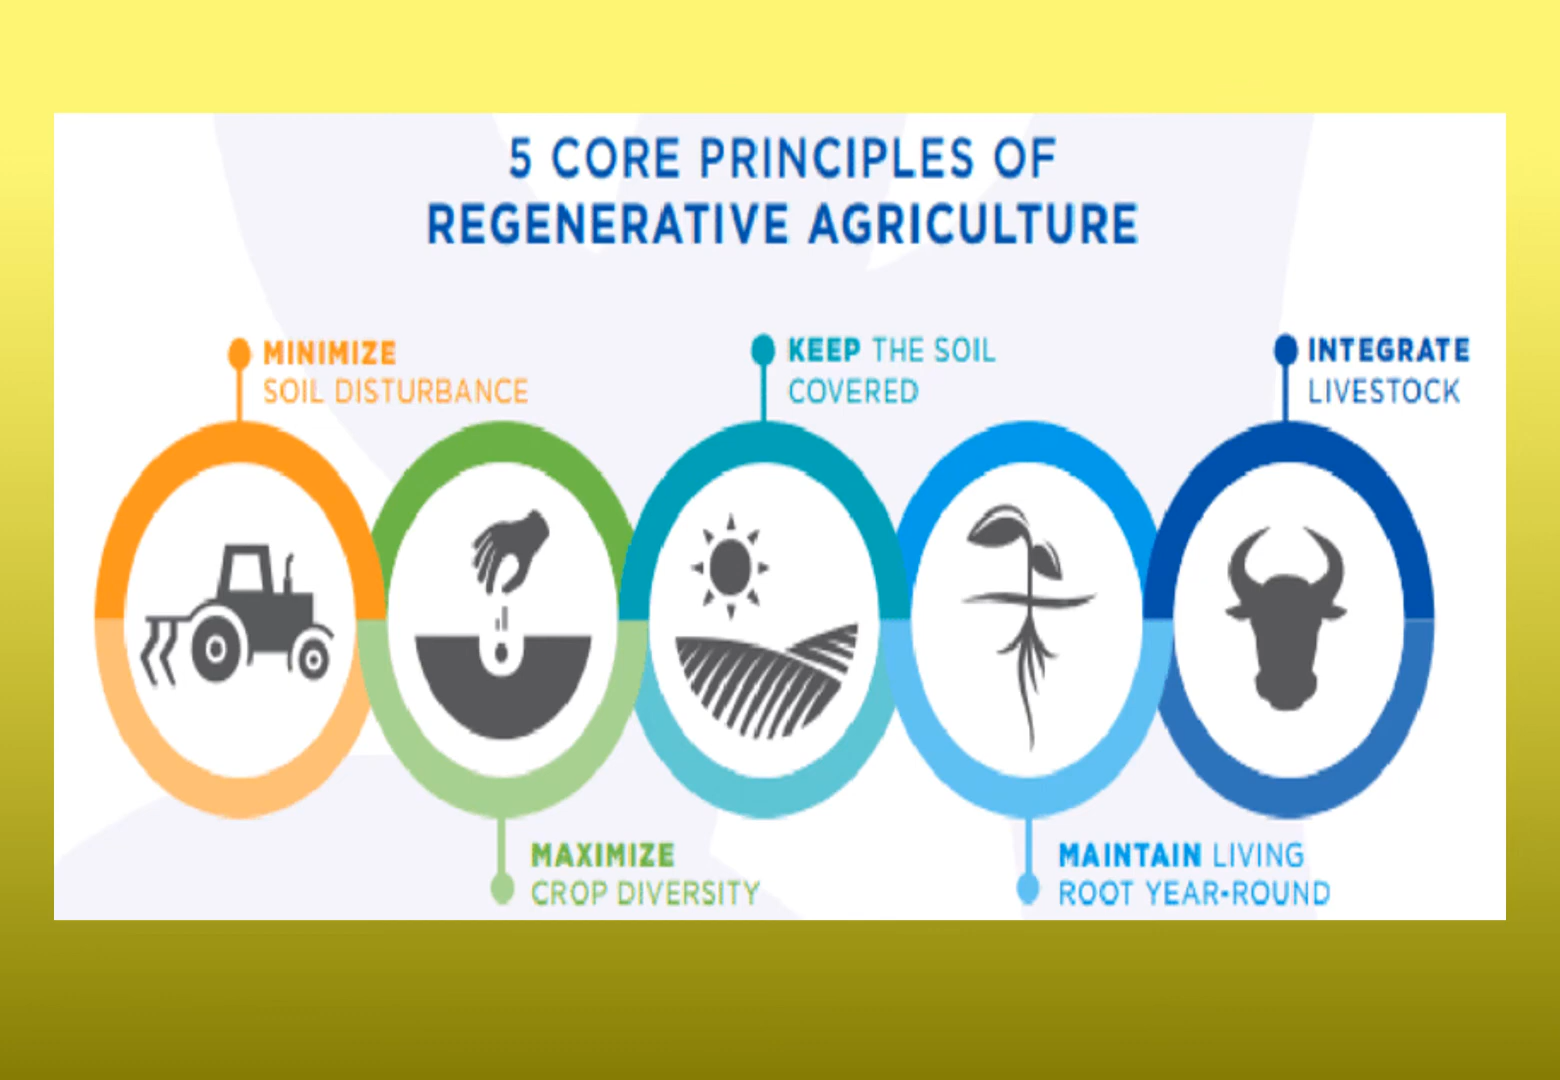 5 CORE PRINCIPLES OF
REGENERATIVE AGRICULTURE
MINIMIZE
SOIL DISTURBANCE
MAXIMIZE
CROP DIVERSITY
KEEP THE SOIL
COVERED
MAINTAIN LIVING
ROOT YEAR-ROUND
INTEGRATE
LIVESTOCK